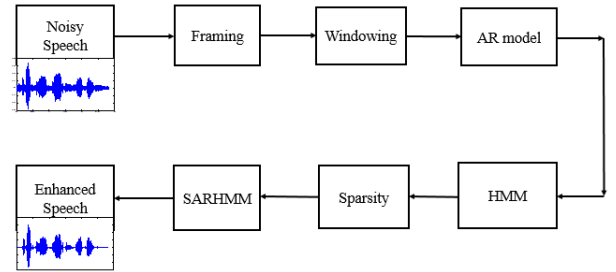 Noisy
Speech
Framing
Windowing
AR model
Enhanced
Speech
SARHMM
Sparsity
HMM